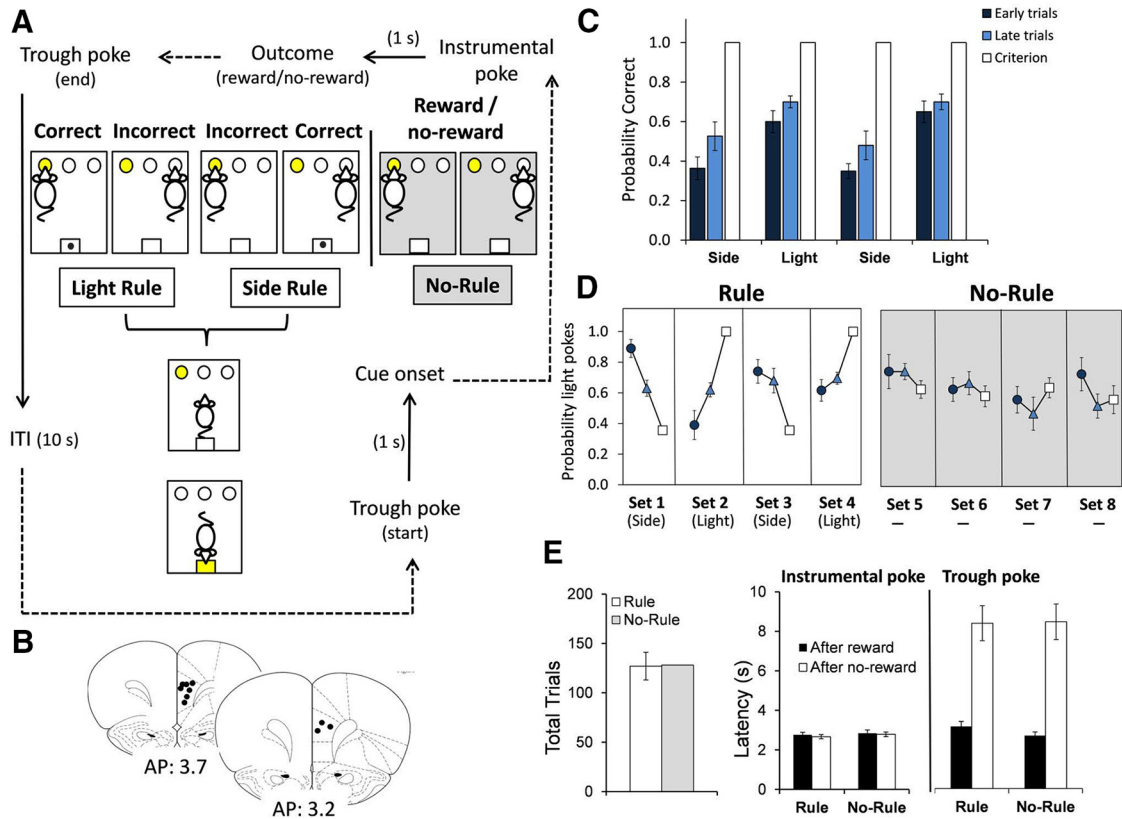 A
Trough poke
(end)
Outcome
(reward/no-reward)
(1 s)
Instrumental
poke
Correct Incorrect Incorrect Correct
Reward /
no-reward
Light Rule
Side Rule
No-Rule
Cue onset
ITI (10 s)
(1 s)
Trough poke
(start)
B
AP: 3.7
AP: 3.2
C
Early trials
Late trials
Criterion
Probability Correct
1.0
0.8
0.6
0.4
0.2
0.0
Side Light Side Light
D
Rule
No-Rule
Probability light pokes
1.0
0.8
0.6
0.4
0.2
0.0
Set 1 Set 2 Set 3 Set 4 Set 5 Set 6 Set 7 Set 8
(Side) (Light) (Side) (Light) – – – –
E
Total Trials
200
150
100
50
0
Rule
No-Rule
Instrumental poke Trough poke
Latency (s)
10
8
6
4
2
0
After reward
After no-reward
Rule No-Rule Rule No-Rule